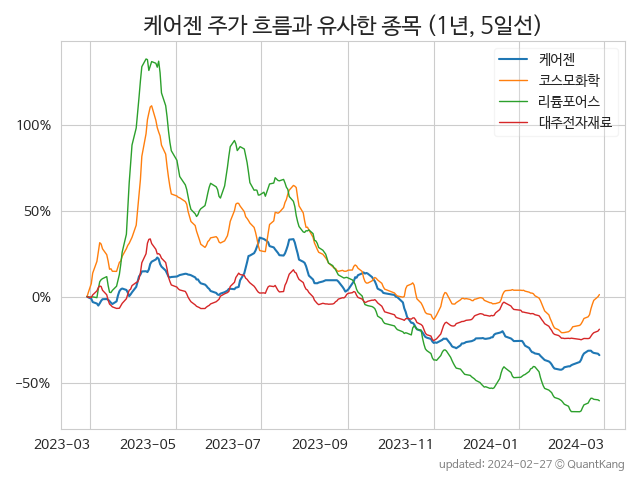 케어젠 주가 흐름과 유사한 종목 (1년, 5일선)
케어젠
코스모화학
리튬포어스
대주전자재료
100%
50%
0%
−50%
2023-03 2023-05 2023-07 2023-09 2023-11 2024-01 2024-03
updated: 2024-02-27 © QuantKang